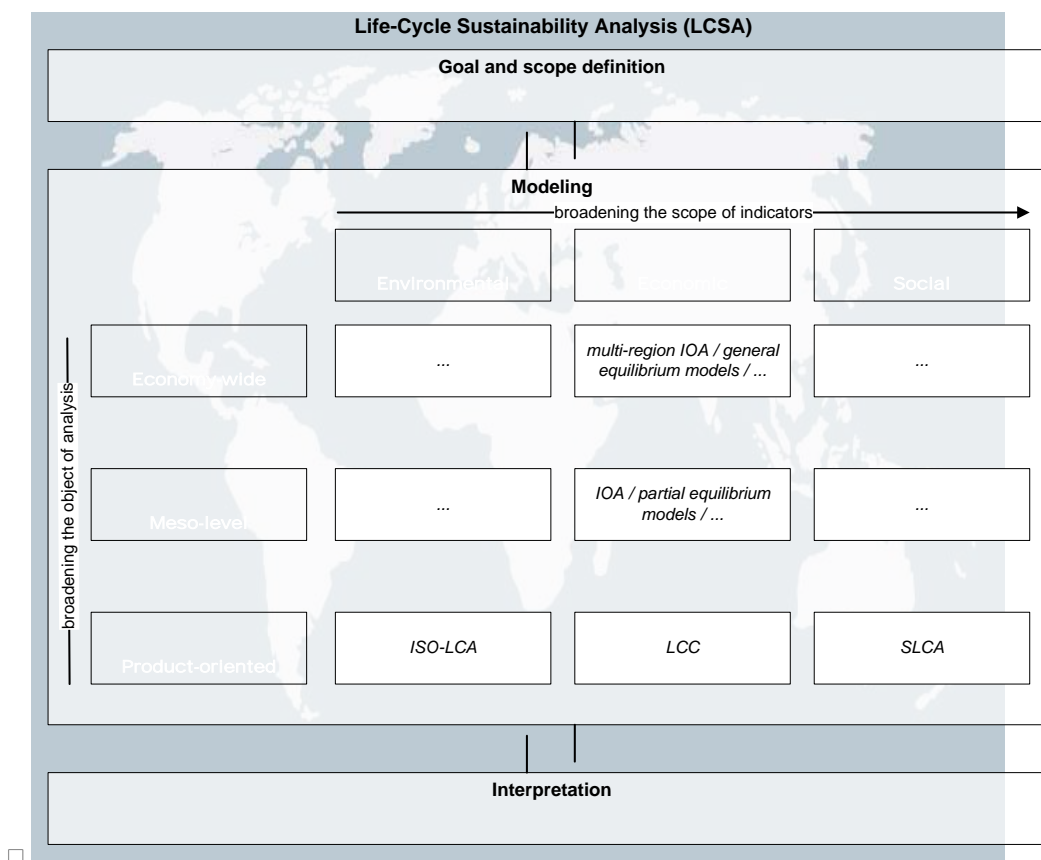 Life-Cycle Sustainability Analysis (LCSA)
Goal and scope definition
Modeling
broadening the scope of indicators
Environmental
Economic
Social
broadening the object of analysis
Economy-wide
...
multi-region IOA / general
equilibrium models / ...
...
Meso-level
...
IOA / partial equilibrium
models / ...
...
Product-oriented
ISO-LCA
LCC
SLCA
Interpretation